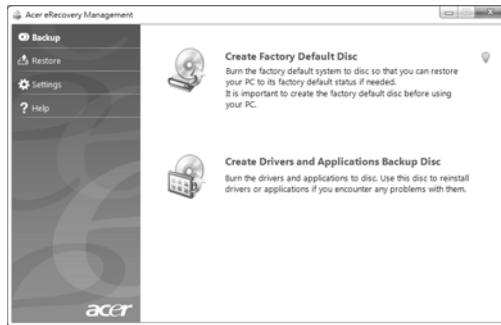 Acer eRecovery Management
Backup
Restore
Settings
Help
Create Factory Default Disc
Burn the factory default system to disc so that you can restore
your PC to its factory default status if needed.
It is important to create the factory default disc before using
your PC.
Create Drivers and Applications Backup Disc
Burn the drivers and applications to disc. Use this disc to reinstall
drivers or applications if you encounter any problems with them.
acer